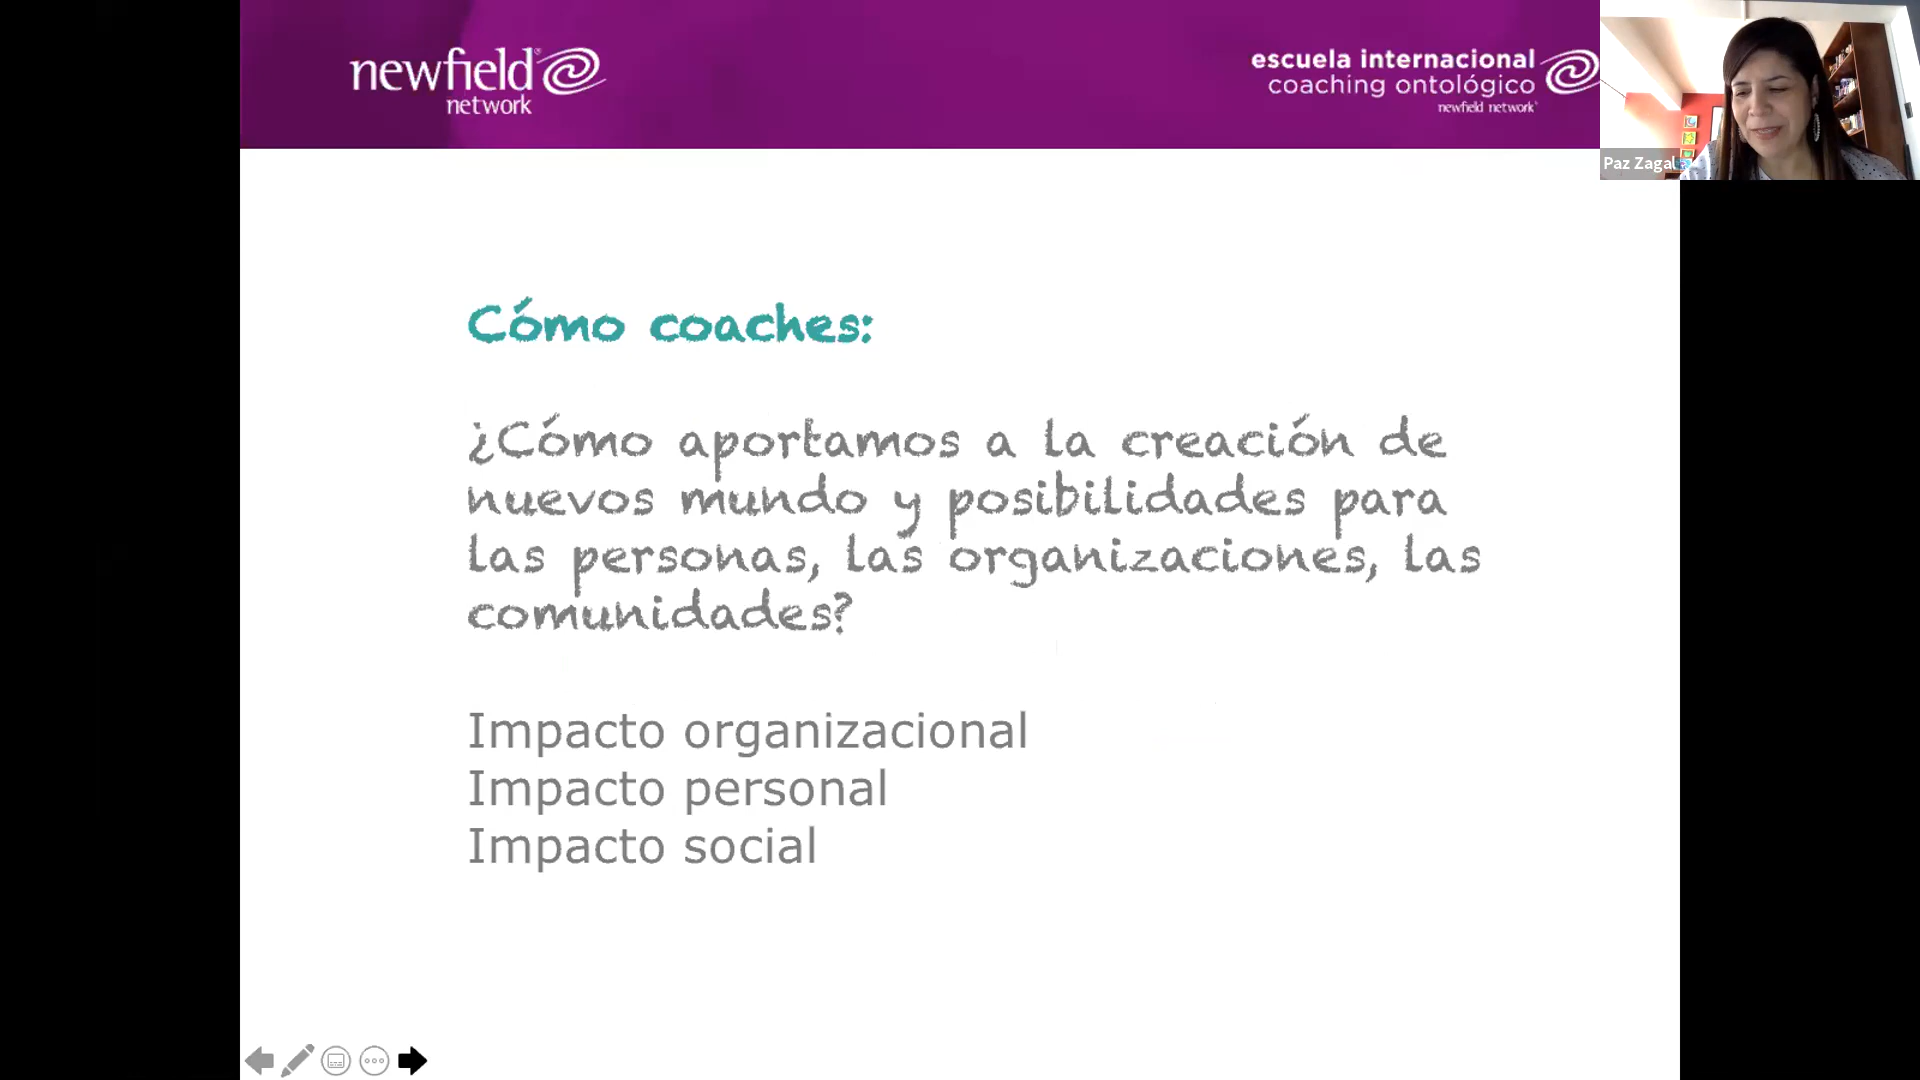 newfield
network
escuela internacional
coaching ontológico
newfield network
Paz Zagal
Cómo coaches:
¿Cómo aportamos a la creación de
nuevos mundo y posibilidades para
las personas, las organizaciones, las
comunidades?
Impacto organizacional
Impacto personal
Impacto social